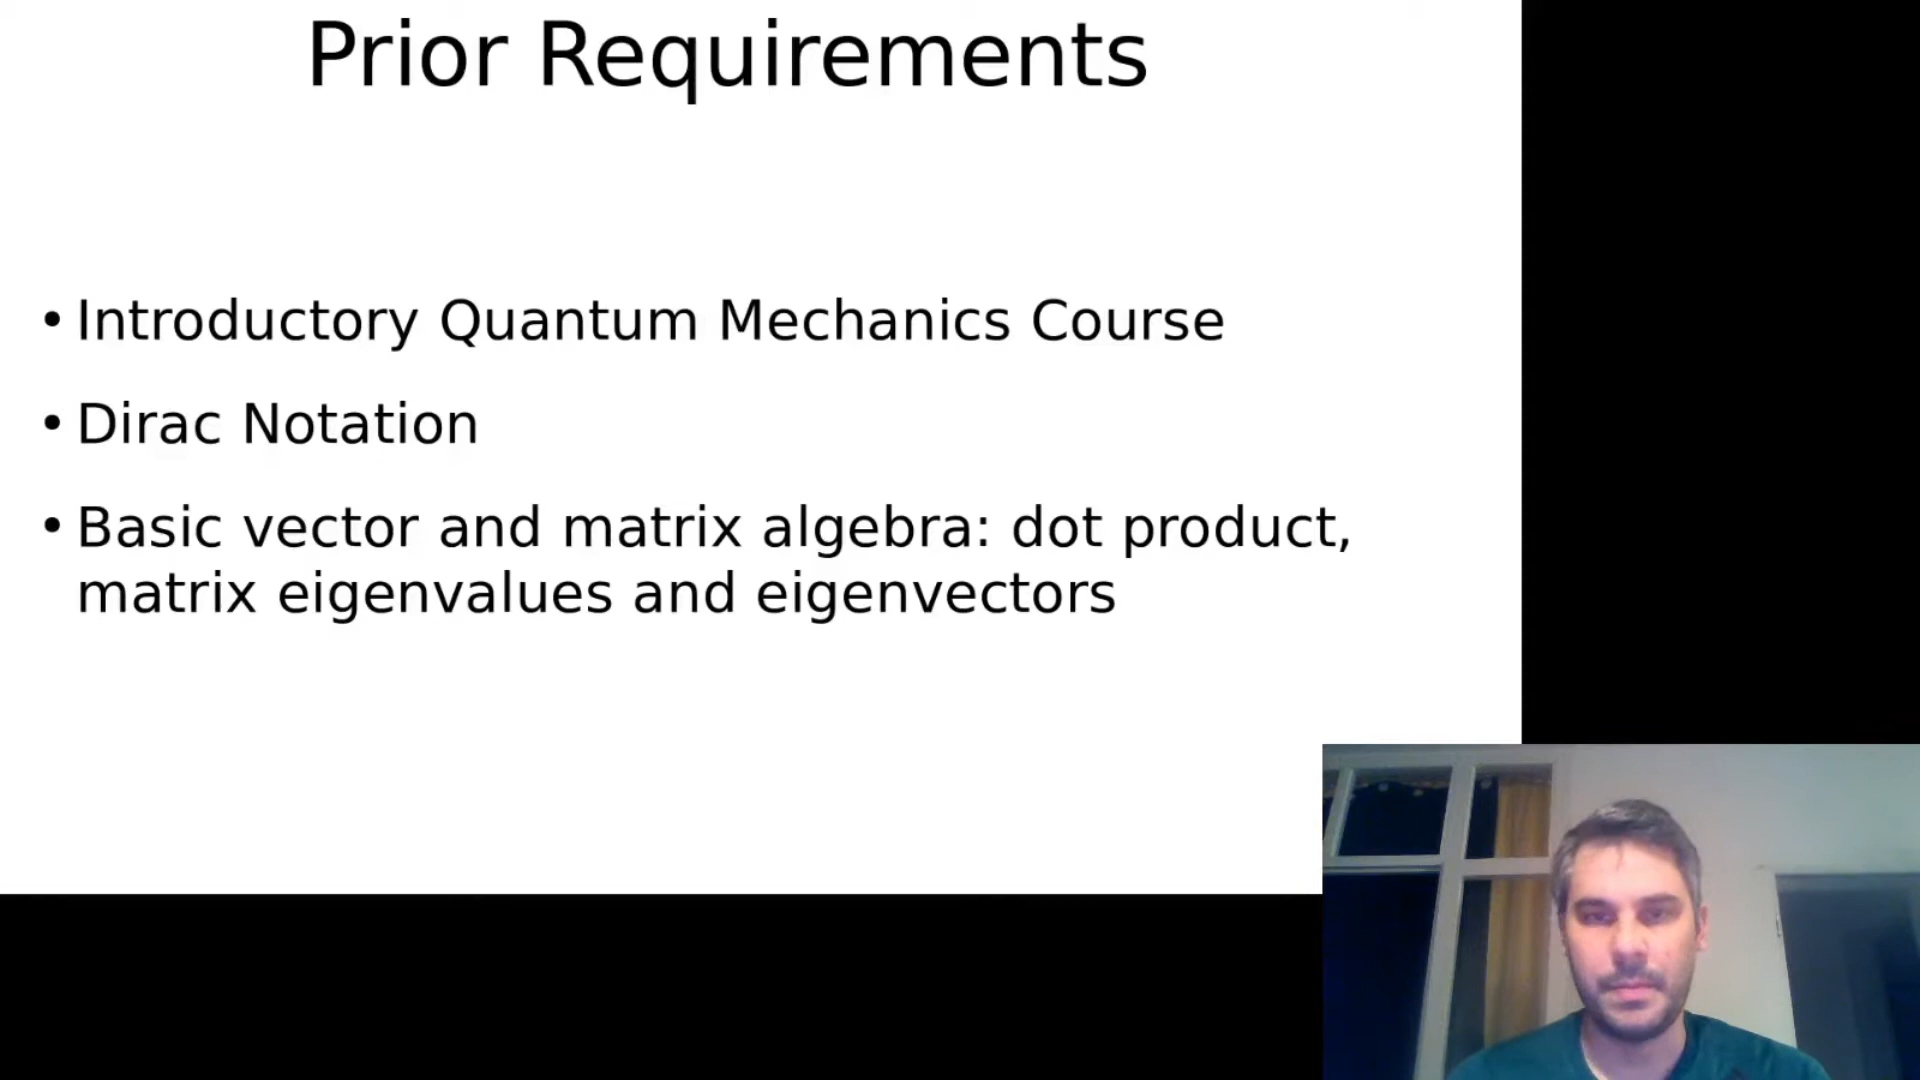 Prior Requirements
• Introductory Quantum Mechanics Course
• Dirac Notation
• Basic vector and matrix algebra: dot product,
matrix eigenvalues and eigenvectors